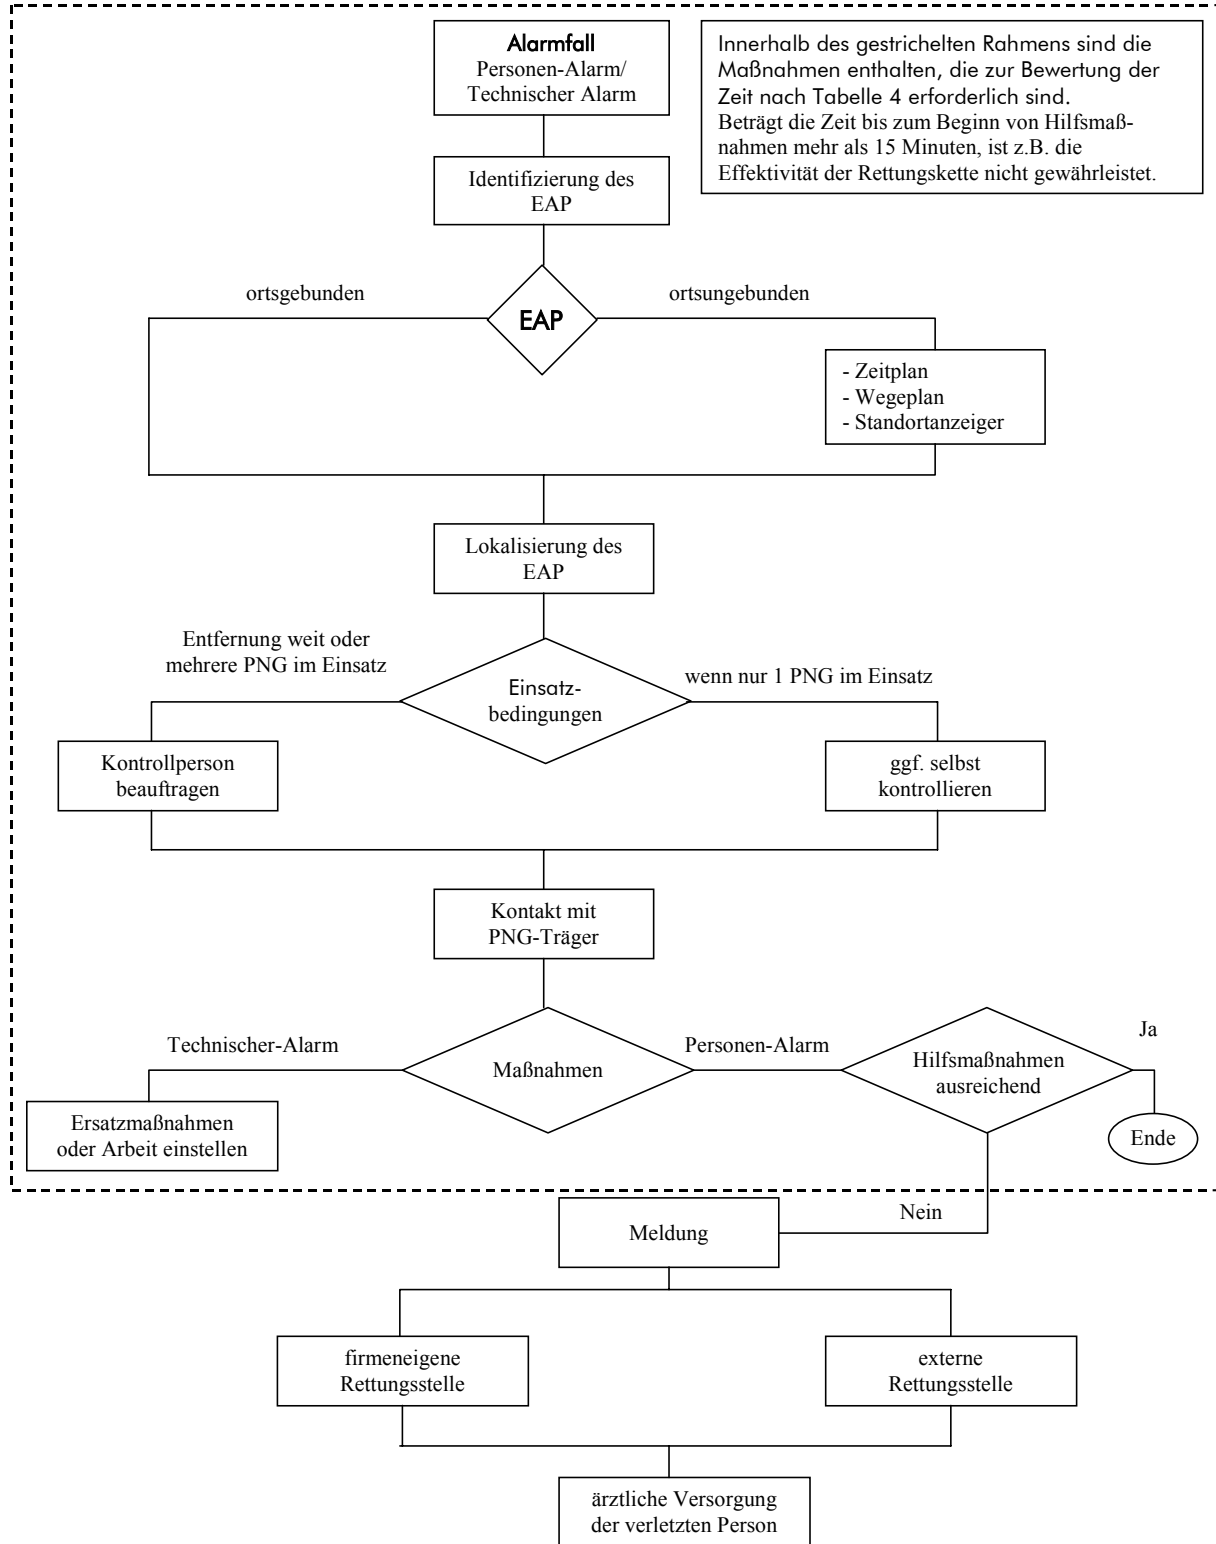 Alarmfall
Personen-Alarm/
Technischer Alarm
Innerhalb des gestrichelten Rahmens sind die
Maßnahmen enthalten, die zur Bewertung der
Zeit nach Tabelle 4 erforderlich sind.
Beträgt die Zeit bis zum Beginn von Hilfsmaß-
nahmen mehr als 15 Minuten, ist z.B. die
Effektivität der Rettungskette nicht gewährleistet.
Identifizierung des
EAP
ortsgebunden
EAP
ortsungebunden
- Zeitplan
- Wegeplan
- Standortanzeiger
Lokalisierung des
EAP
Entfernung weit oder
mehrere PNG im Einsatz
Einsatz-
bedingungen
wenn nur 1 PNG im Einsatz
Kontrollperson
beauftragen
ggf. selbst
kontrollieren
Kontakt mit
PNG-Träger
Technischer-Alarm
Maßnahmen
Personen-Alarm
Hilfsmaßnahmen
ausreichend
Ja
Ersatzmaßnahmen
oder Arbeit einstellen
Ende
Nein
Meldung
firmeneigene
Rettungsstelle
externe
Rettungsstelle
ärztliche Versorgung
der verletzten Person